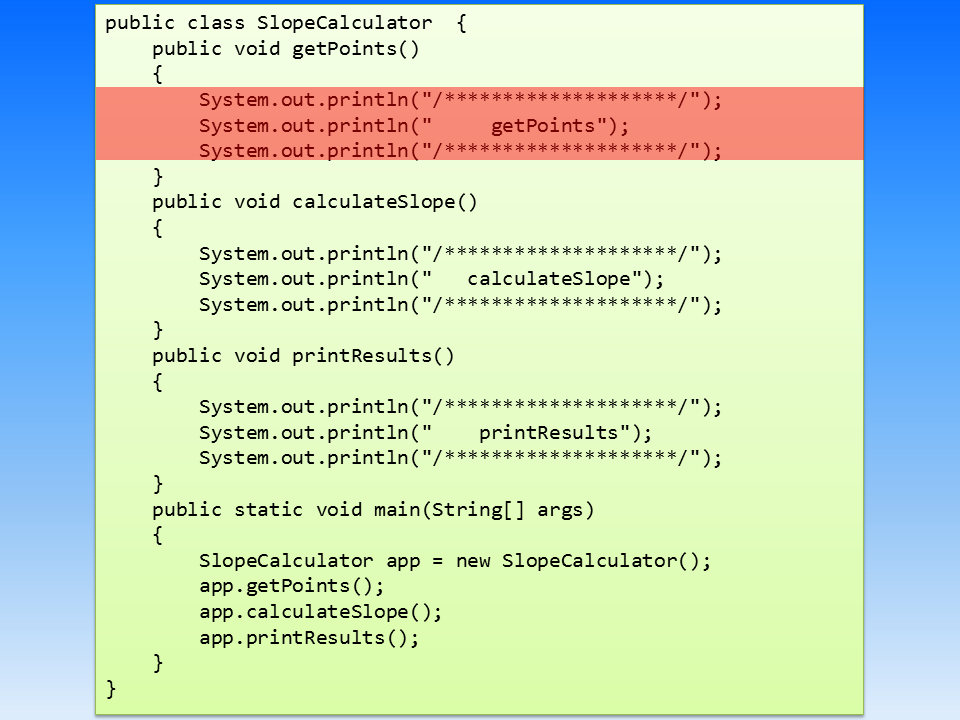 public class SlopeCalculator  {
    public void getPoints()
    {
        System.out.println("/********************/");
        System.out.println("     getPoints");
        System.out.println("/********************/");
    }
    public void calculateSlope()
    {
        System.out.println("/********************/");
        System.out.println("   calculateSlope");
        System.out.println("/********************/");
    }
    public void printResults()
    {
        System.out.println("/********************/");
        System.out.println("    printResults");
        System.out.println("/********************/");
    }
    public static void main(String[] args)
    {
        SlopeCalculator app = new SlopeCalculator();
        app.getPoints();
        app.calculateSlope();
        app.printResults();
    }
}